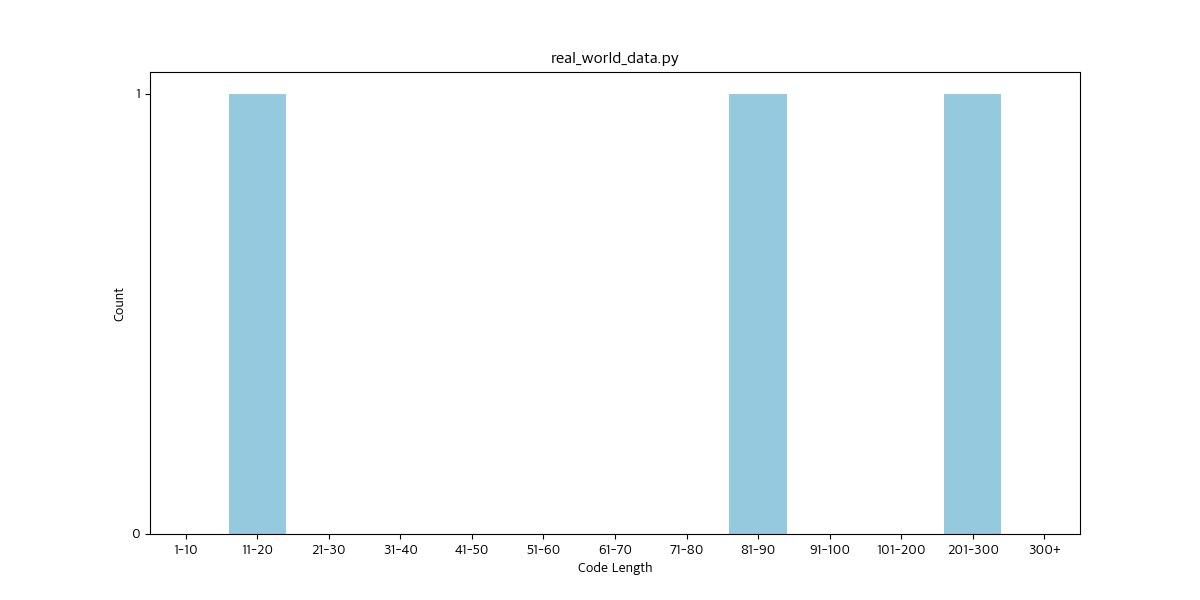 real_world_data.py
1
Count
0
1-10 11-20 21-30 31-40 41-50 51-60 61-70 71-80 81-90 91-100 101-200 201-300 300+
Code Length